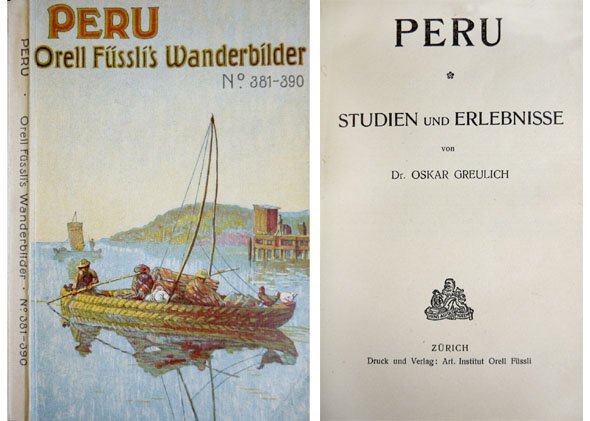 PERU · Orell Füssli's Wanderbilder · Nº 381-390
PERU
Orell Füssli's Wanderbilder
Nº 381-390
PERU
*
STUDIEN UND ERLEBNISSE
von
Dr. OSKAR GREULICH
ZÜRICH
Druck und Verlag: Art. Institut Orell Füssli